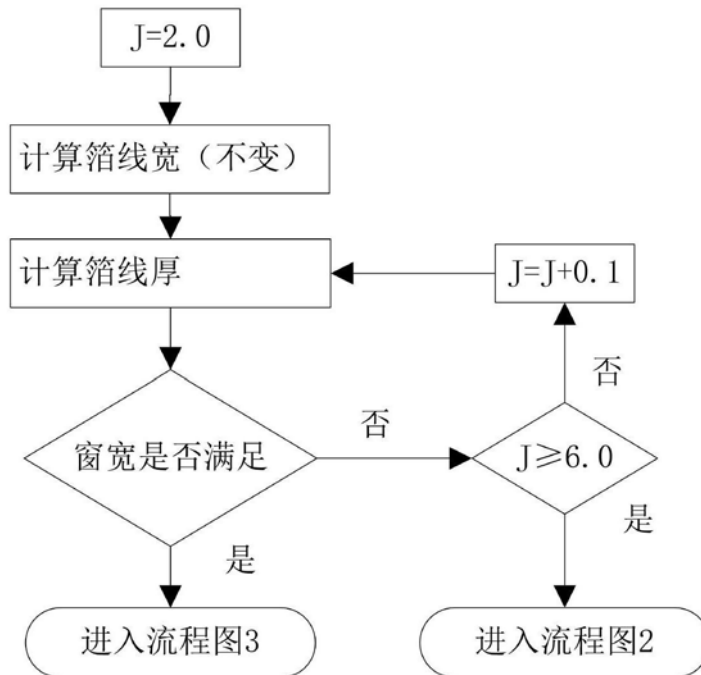 J=2.0
计算箔线宽（不变）
计算箔线厚
J=J+0.1
否
窗宽是否满足
否
J≥6.0
是
是
进入流程图3
进入流程图2